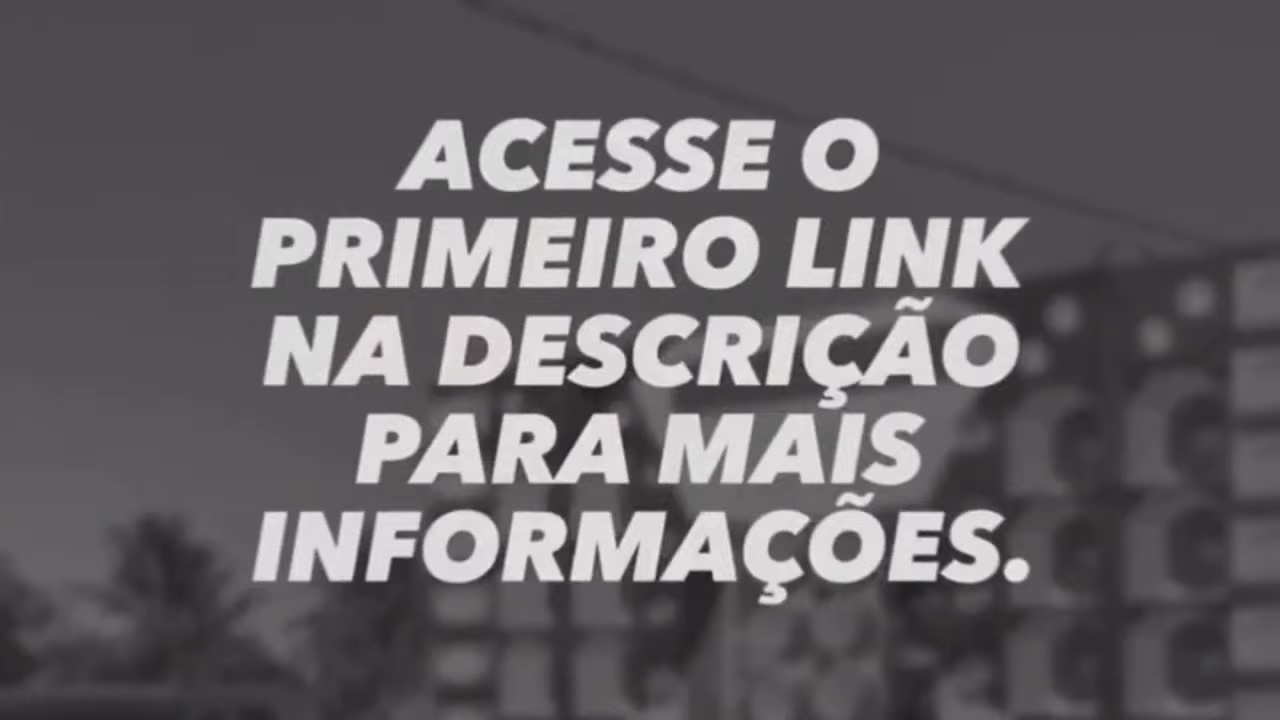 ACESSE O
PRIMEIRO LINK
NA DESCRIÇÃO
PARA MAIS
INFORMAÇÕES.